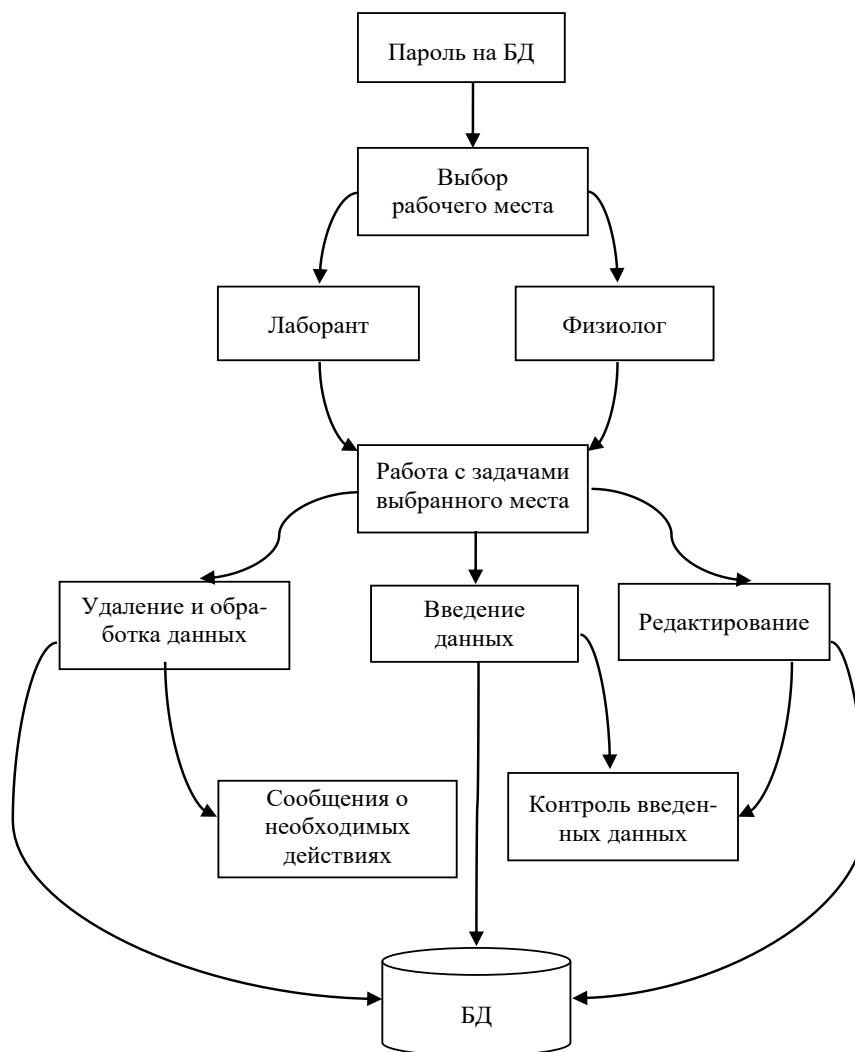 Пароль на БД
Выбор
рабочего места
Лаборант
Физиолог
Работа с задачами
выбранного места
Удаление и обра-
ботка данных
Введение
данных
Редактирование
Сообщения о
необходимых
действиях
Контроль введен-
ных данных
БД